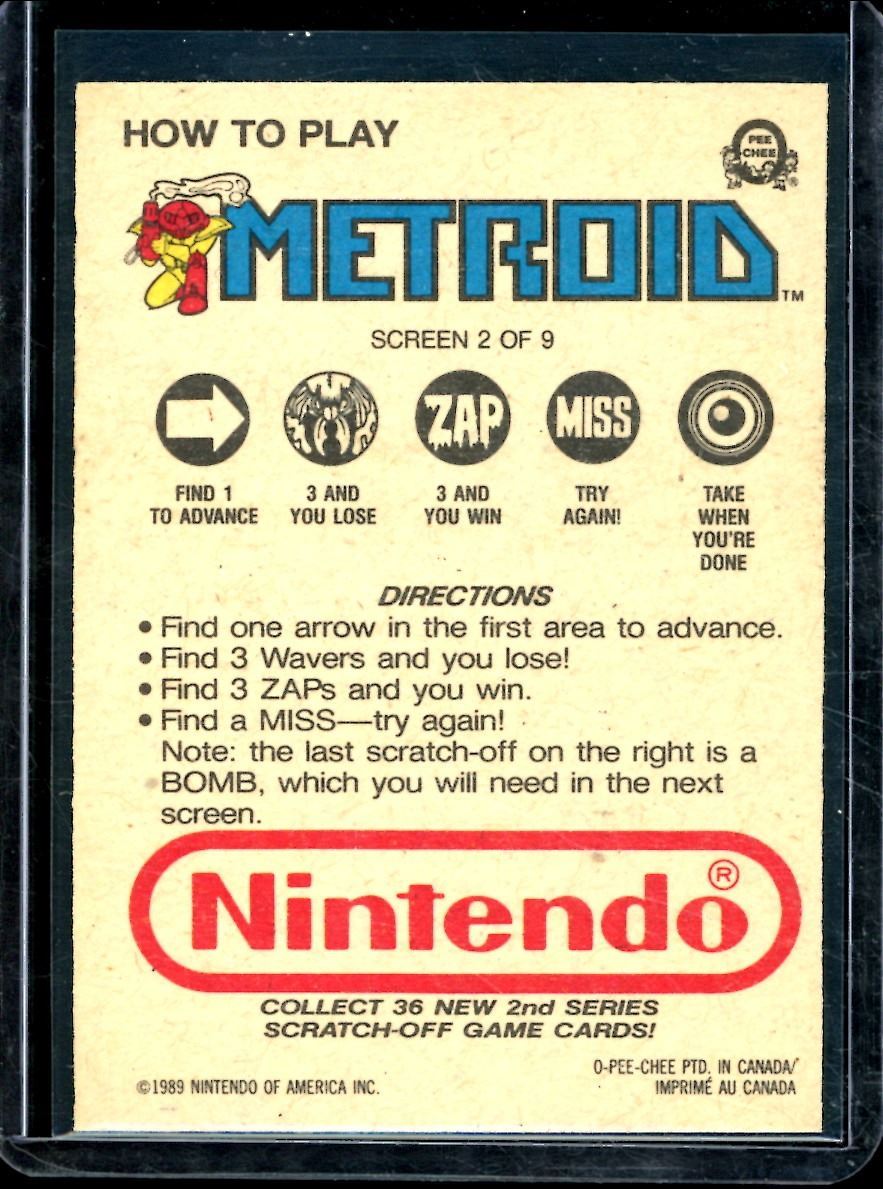 HOW TO PLAY
PEE
CHEE
®
METROID™
SCREEN 2 OF 9
ZAP
MISS
FIND 1
TO ADVANCE
3 AND
YOU LOSE
3 AND
YOU WIN
TRY
AGAIN!
TAKE
WHEN
YOU'RE
DONE
DIRECTIONS
• Find one arrow in the first area to advance.
• Find 3 Wavers and you lose!
• Find 3 ZAPs and you win.
• Find a MISS—try again!
Note: the last scratch-off on the right is a
BOMB, which you will need in the next
screen.
Nintendo®
COLLECT 36 NEW 2nd SERIES
SCRATCH-OFF GAME CARDS!
©1989 NINTENDO OF AMERICA INC.
O-PEE-CHEE PTD. IN CANADA/
IMPRIMÉ AU CANADA